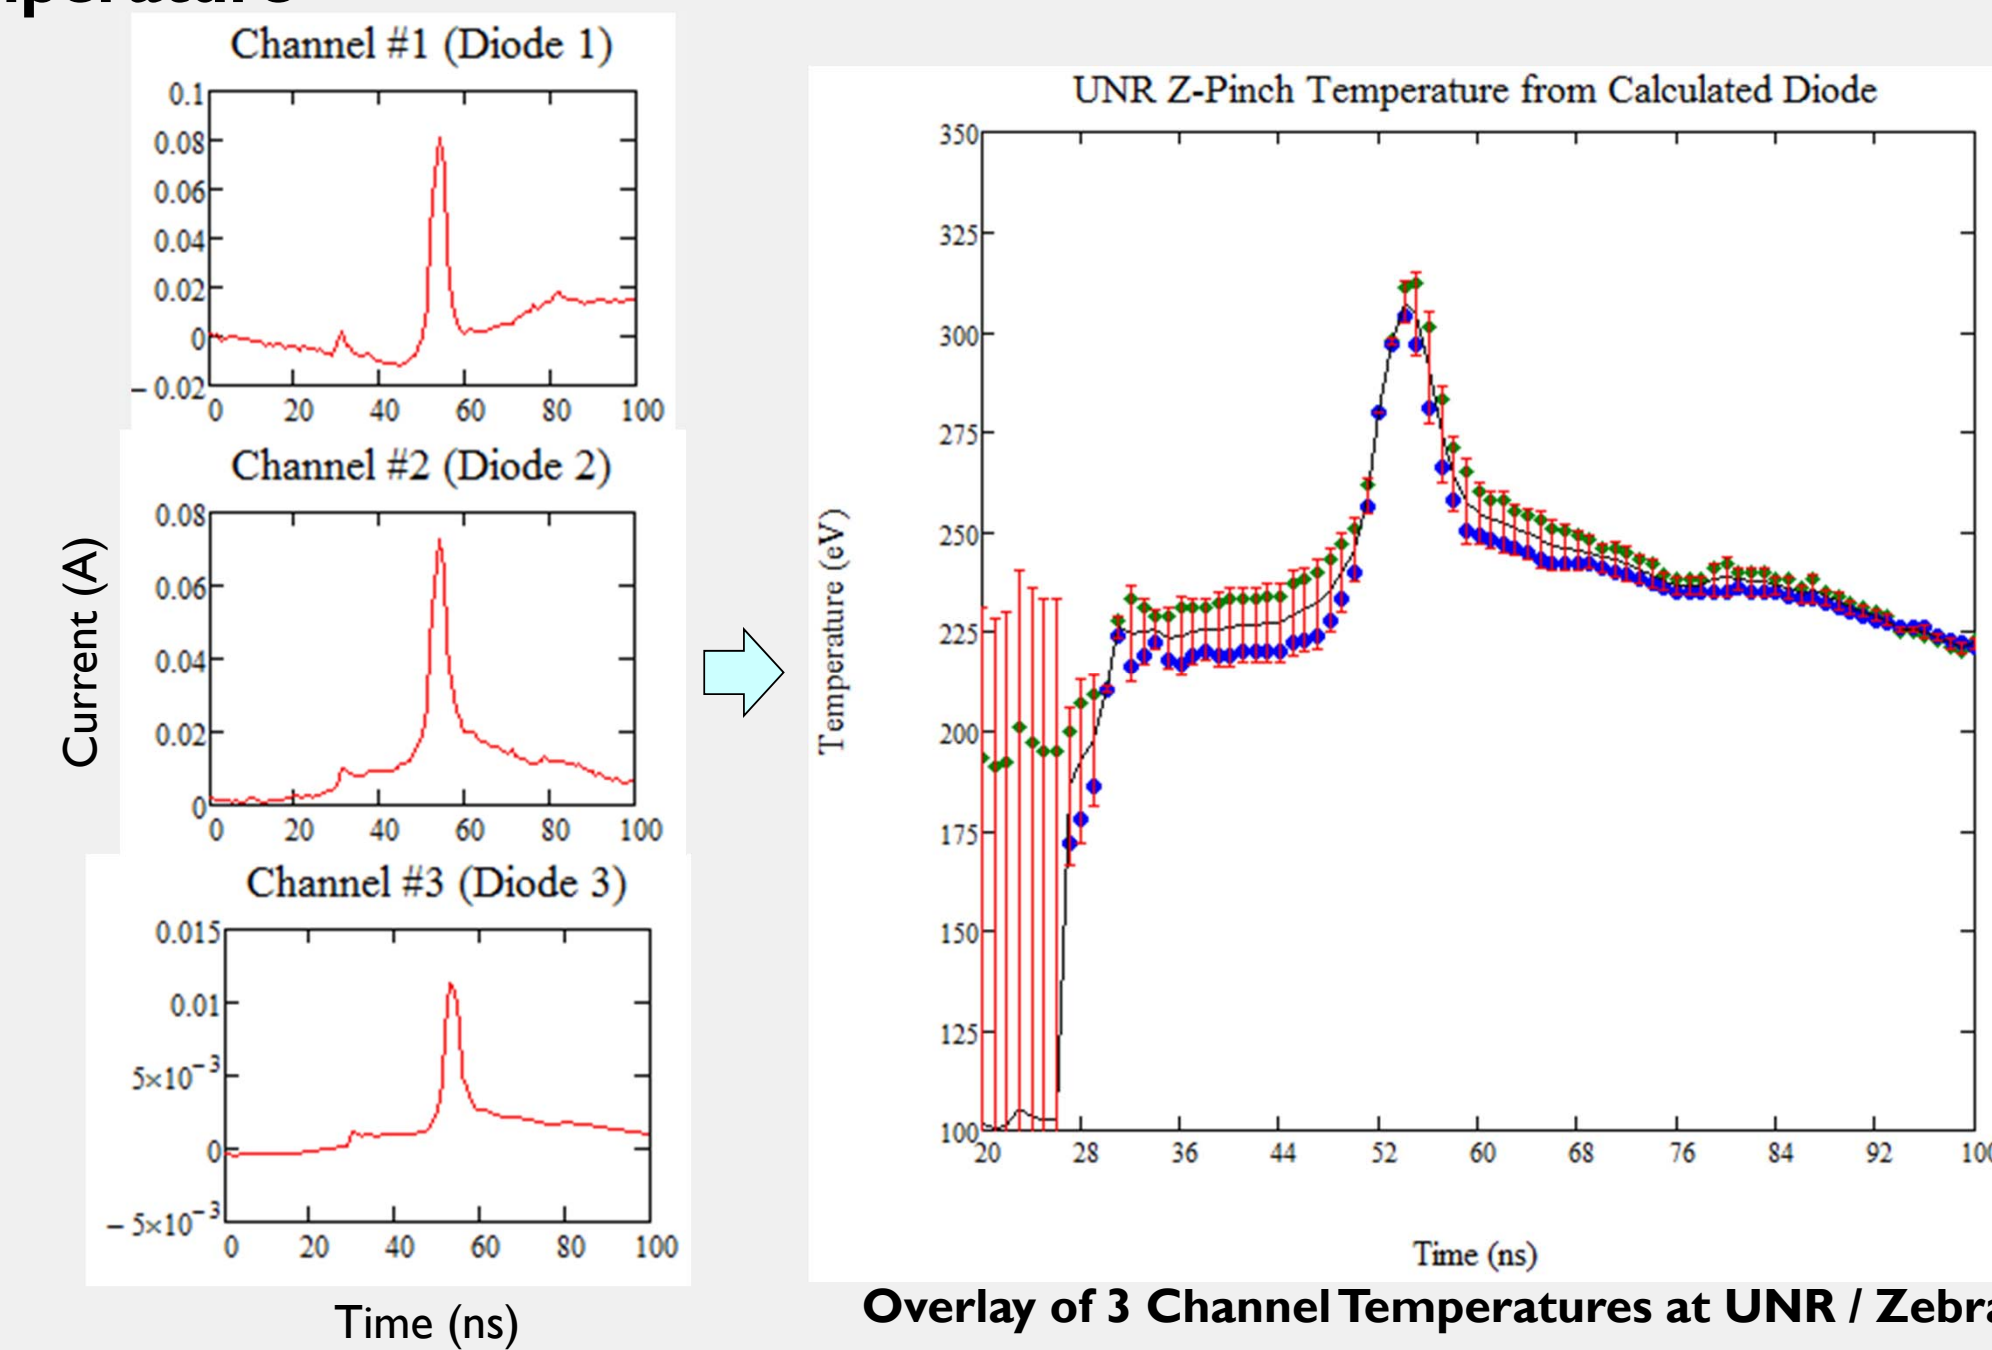 Channel #1 (Diode 1)
0.1
0.08
0.06
0.04
0.02
0
– 0.02
0 20 40 60 80 100
Channel #2 (Diode 2)
0.08
0.06
0.04
0.02
0
0 20 40 60 80 100
Channel #3 (Diode 3)
0.015
0.01
5×10⁻³
0
– 5×10⁻³
0 20 40 60 80 100
Current (A)
Time (ns)
UNR Z-Pinch Temperature from Calculated Diode
350
325
300
275
250
225
200
175
150
125
100
20 28 36 44 52 60 68 76 84 92 100
Temperature (eV)
Time (ns)
Overlay of 3 Channel Temperatures at UNR / Zebra